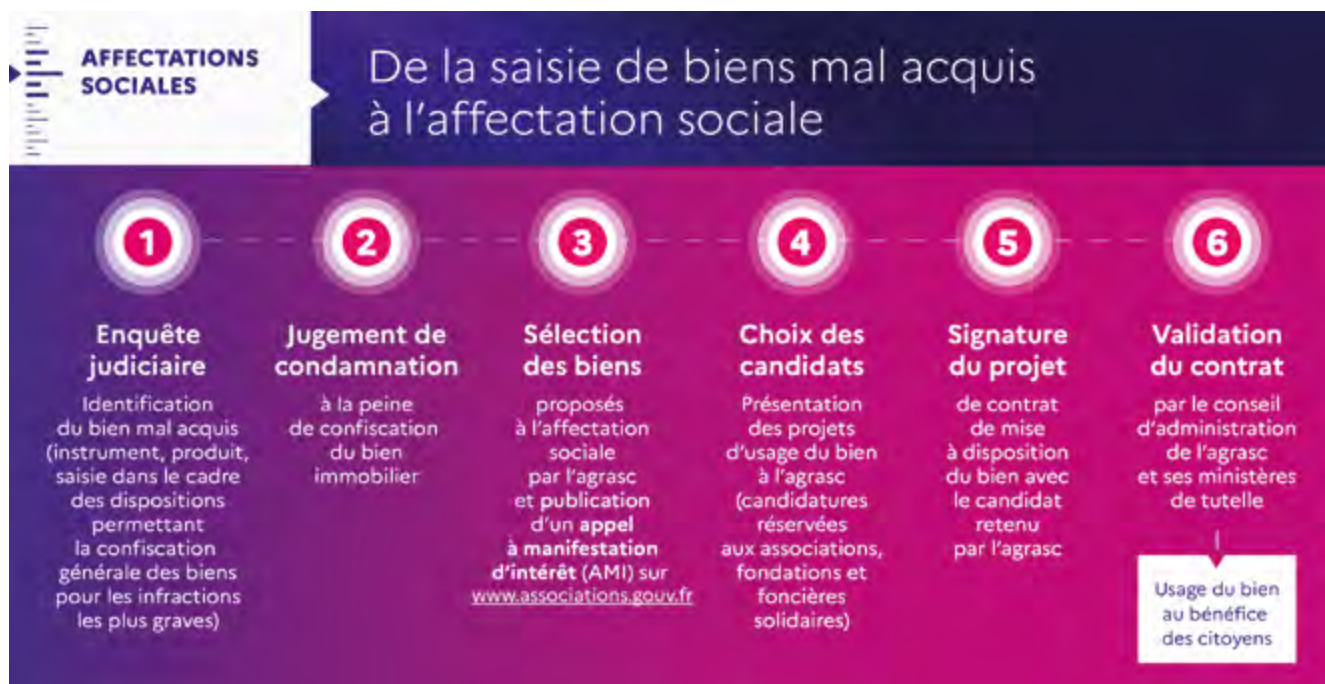 AFFECTATIONS
SOCIALES
De la saisie de biens mal acquis
à l'affectation sociale
1
Enquête
judiciaire
Identification
du bien mal acquis
(instrument, produit,
saisie dans le cadre
des dispositions
permettant
la confiscation
générale des biens
pour les infractions
les plus graves)
2
Jugement de
condamnation
à la peine
de confiscation
du bien
immobilier
3
Sélection
des biens
proposés
à l'affectation
sociale
par l'agrasc
et publication
d'un appel
à manifestation
d'intérêt (AMI) sur
www.associations.gouv.fr
4
Choix des
candidats
Présentation
des projets
d'usage du bien
à l'agrasc
(candidatures
réservées
aux associations,
fondations et
foncières
solidaires)
5
Signature
du projet
de contrat
de mise
à disposition
du bien avec
le candidat
retenu
par l'agrasc
6
Validation
du contrat
par le conseil
d'administration
de l'agrasc
et ses ministères
de tutelle
Usage du bien
au bénéfice
des citoyens